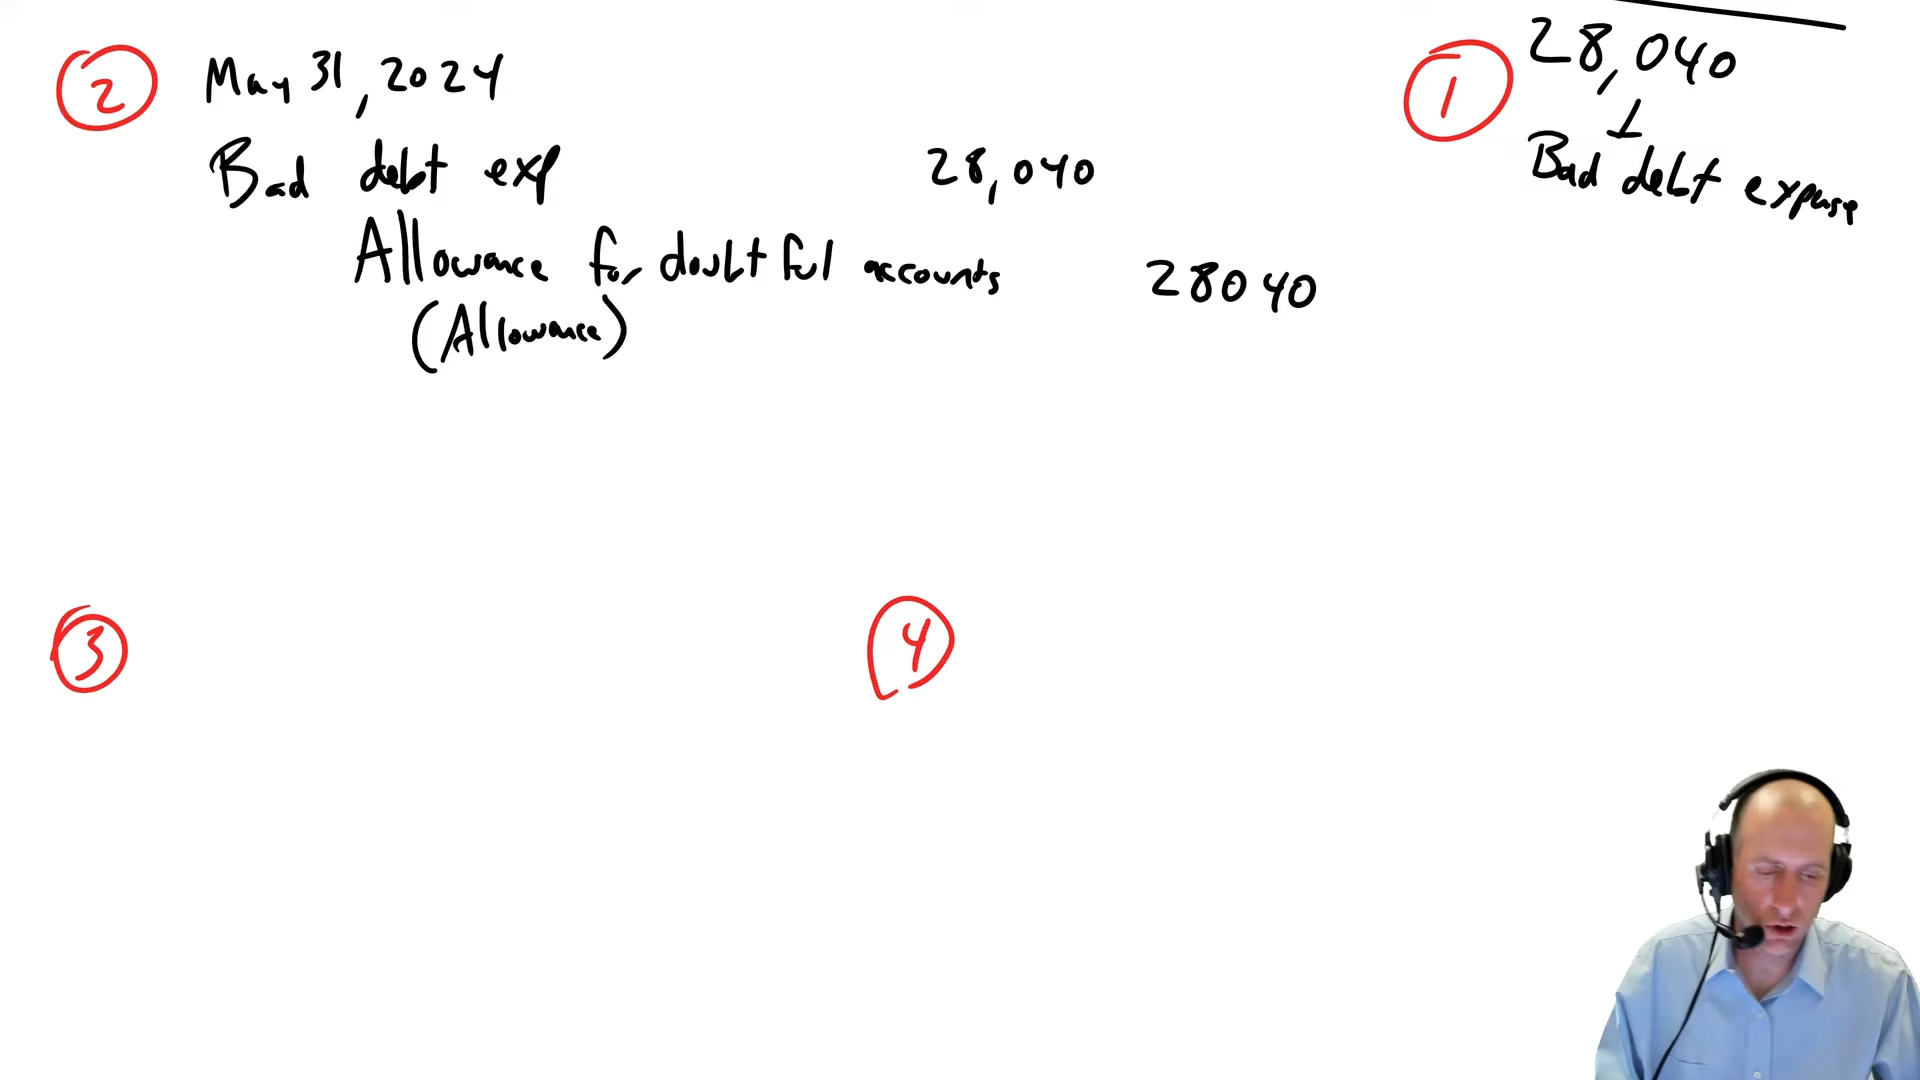 2 May 31, 2024
Bad debt exp 28,040
Allowance for doubtful accounts 28040
(Allowance)
1 28,040
Bad debt expense
3
4